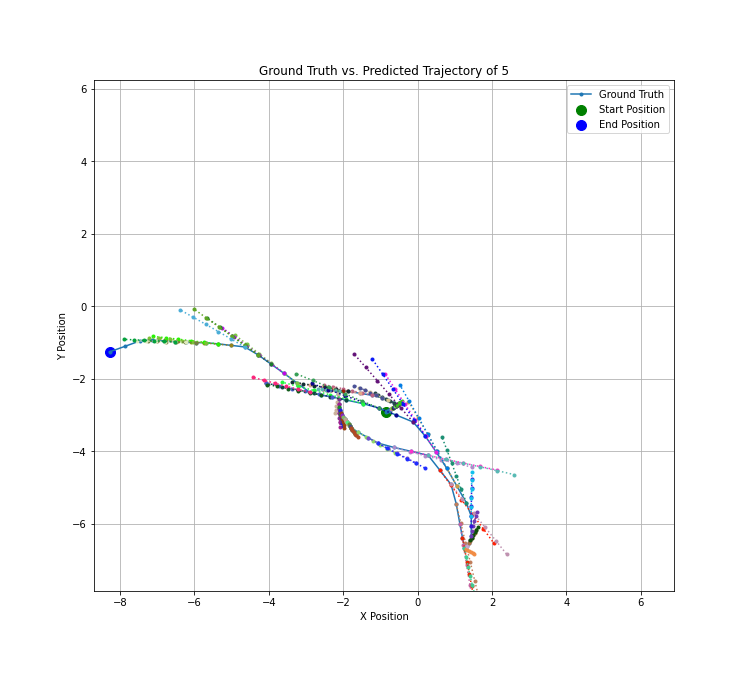 Ground Truth vs. Predicted Trajectory of 5
Ground Truth
Start Position
End Position
6
4
2
0
−2
−4
−6
Y Position
−8
−6
−4
−2
0
2
4
6
X Position